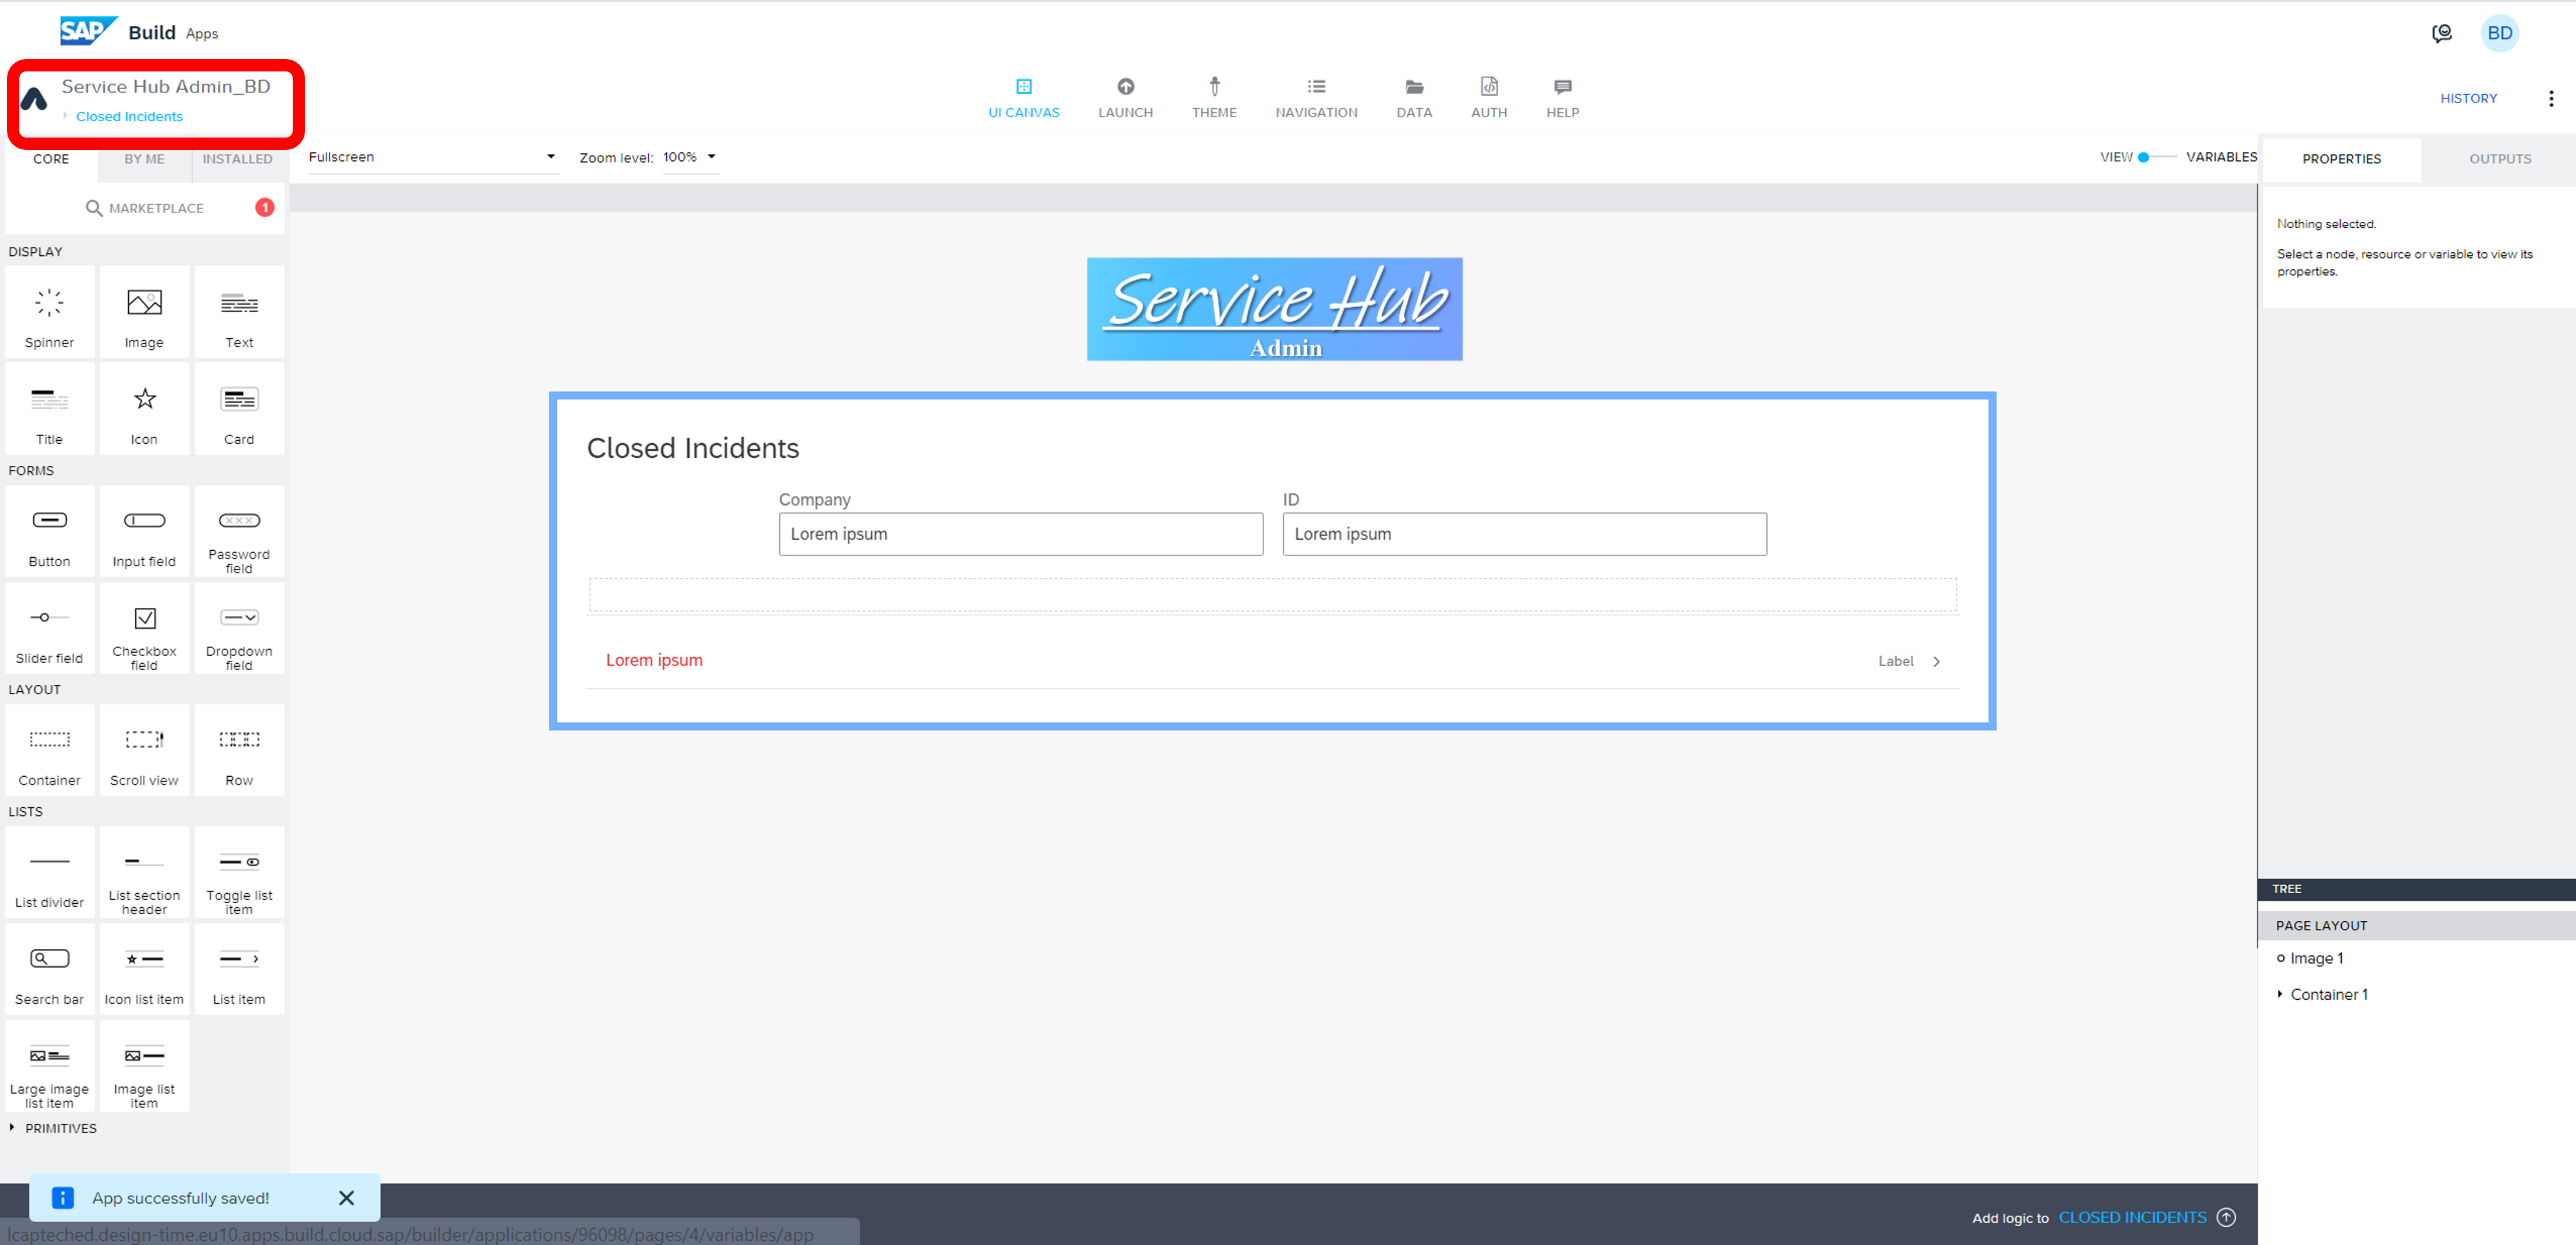 SAP Build Apps
BD
Service Hub Admin_BD
Closed Incidents
UI CANVAS
LAUNCH
THEME
NAVIGATION
DATA
AUTH
HELP
HISTORY
CORE
BY ME
INSTALLED
Fullscreen
Zoom level: 100%
VIEW
VARIABLES
PROPERTIES
OUTPUTS
MARKETPLACE
1
DISPLAY
Spinner
Image
Text
Title
Icon
Card
FORMS
Button
Input field
Password
field
Slider field
Checkbox
field
Dropdown
field
LAYOUT
Container
Scroll view
Row
LISTS
List divider
List section
header
Toggle list
item
Search bar
Icon list item
List item
Large image
list item
Image list
item
PRIMITIVES
Service Hub
Admin
Closed Incidents
Company
ID
Lorem ipsum
Lorem ipsum
Lorem ipsum
Label
Nothing selected.
Select a node, resource or variable to view its
properties.
TREE
PAGE LAYOUT
Image 1
Container 1
App successfully saved!
lcapteched.design-time.eu10.apps.build.cloud.sap/builder/applications/96098/pages/4/variables/app
Add logic to CLOSED INCIDENTS